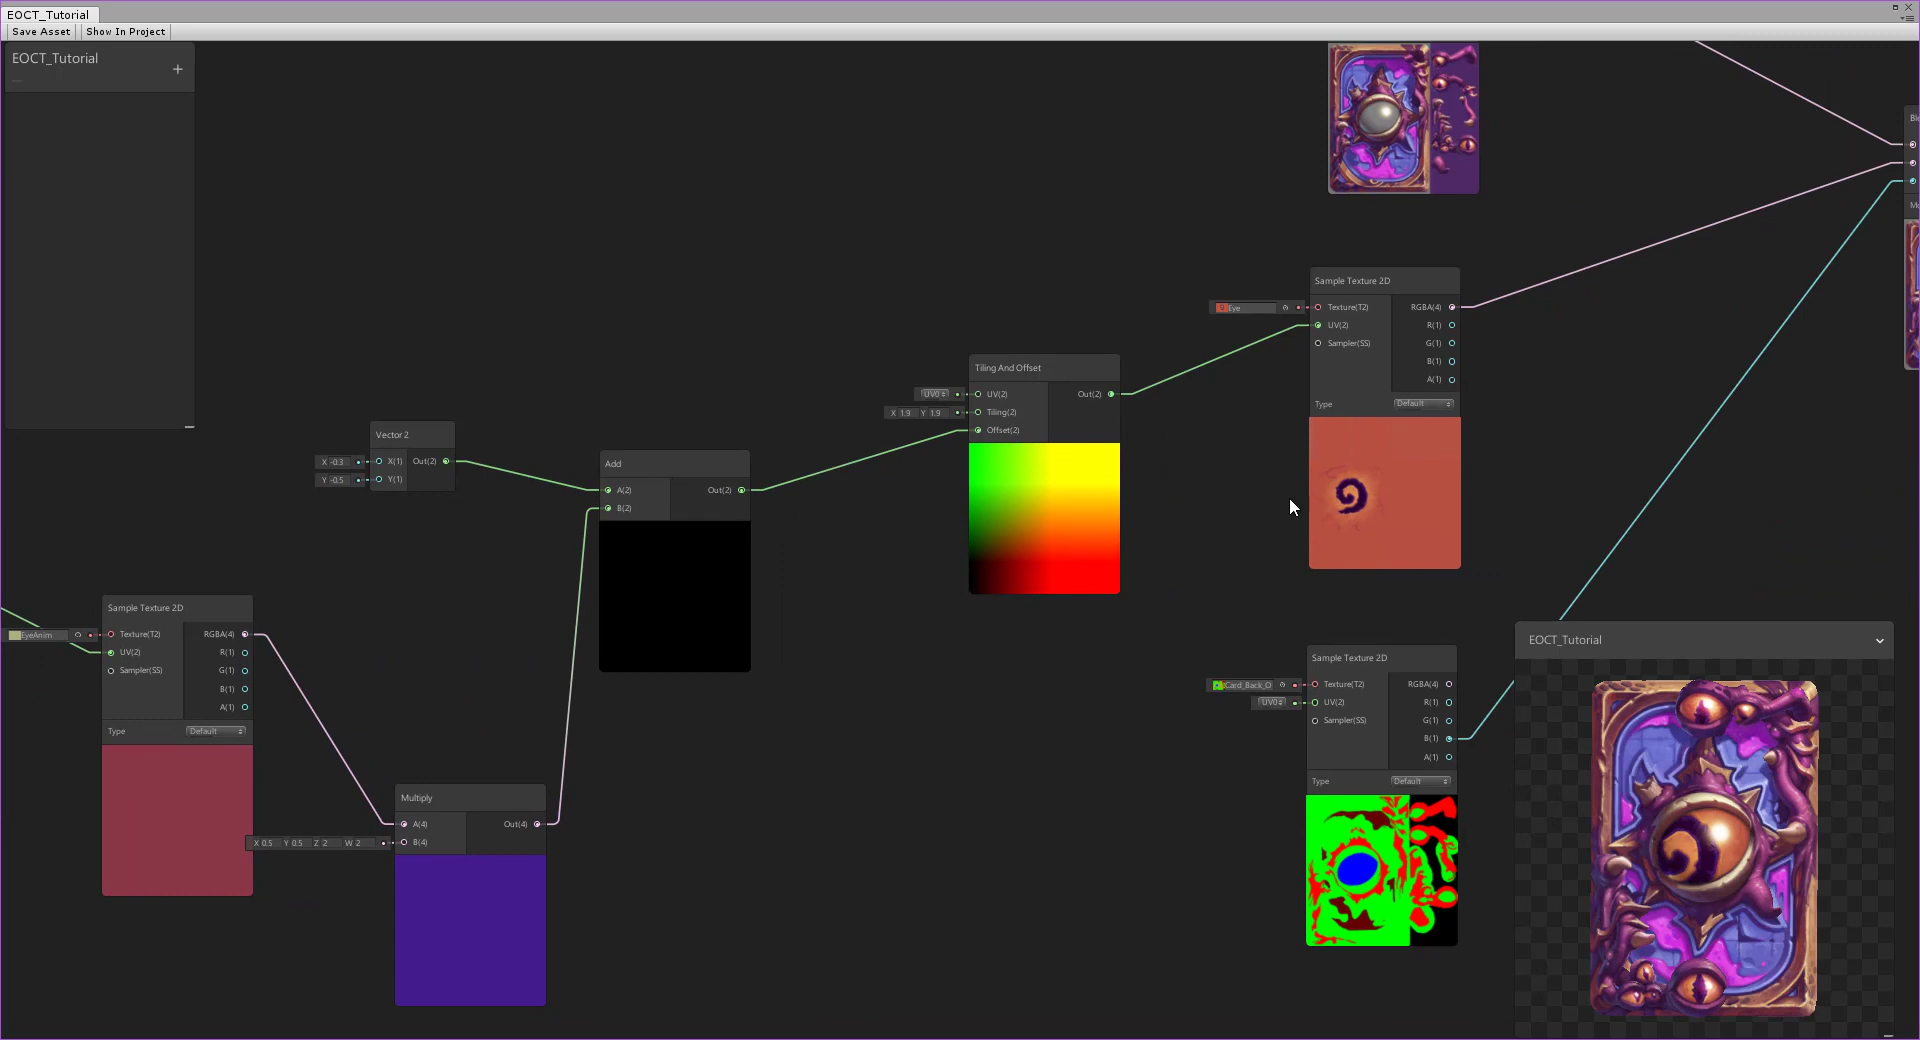 EOCT_Tutorial
Save Asset Show In Project
EOCT_Tutorial
+
Vector 2
X -0.3 X(1) Out(2)
Y -0.5 Y(1)
Add
A(2) Out(2)
B(2)
Tiling And Offset
UV0 UV(2) Out(2)
X 1.9 Y 1.9 Tiling(2)
Offset(2)
Sample Texture 2D
Eye Texture(T2) RGBA(4)
UV(2) R(1)
Sampler(SS) G(1)
B(1)
A(1)
Type Default
Sample Texture 2D
EyeAnim Texture(T2) RGBA(4)
UV(2) R(1)
Sampler(SS) G(1)
B(1)
A(1)
Type Default
Multiply
A(4) Out(4)
X 0.5 Y 0.5 Z 2 W 2 B(4)
Sample Texture 2D
Card_Back_O Texture(T2) RGBA(4)
UV0 UV(2) R(1)
Sampler(SS) G(1)
B(1)
A(1)
Type Default
EOCT_Tutorial